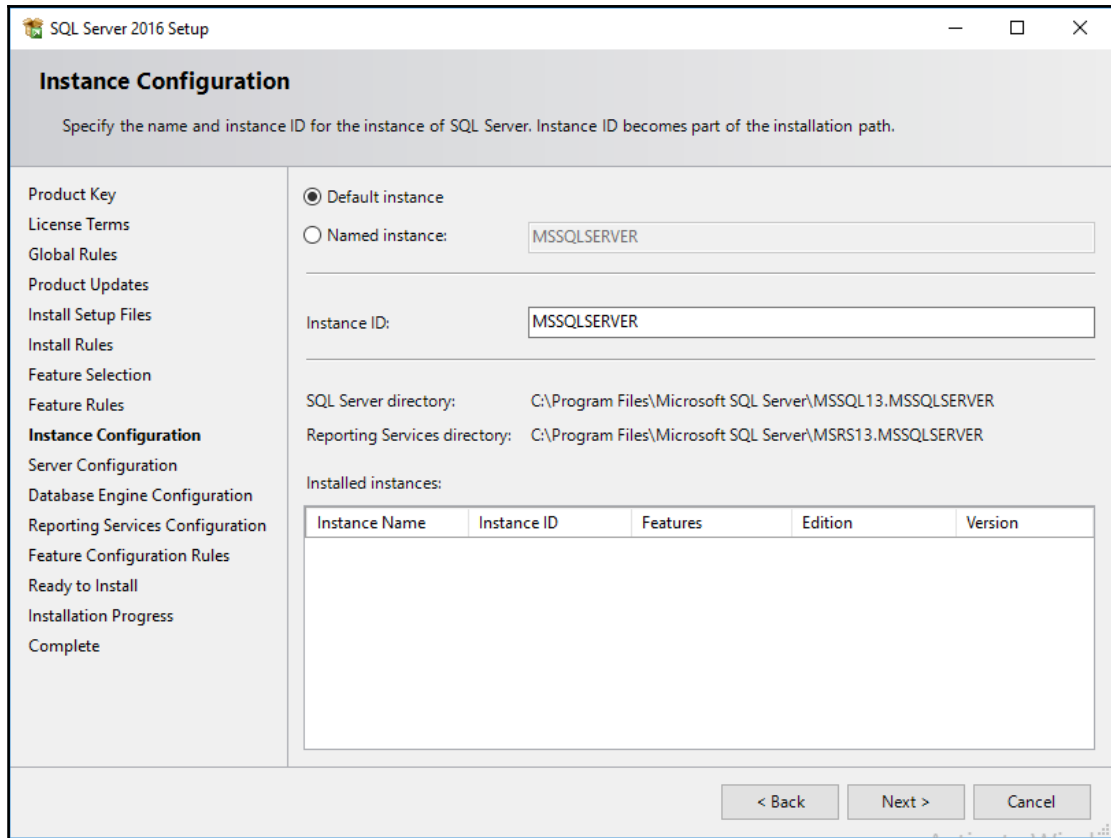 SQL Server 2016 Setup
Instance Configuration
Specify the name and instance ID for the instance of SQL Server. Instance ID becomes part of the installation path.
Product Key
License Terms
Global Rules
Product Updates
Install Setup Files
Install Rules
Feature Selection
Feature Rules
Instance Configuration
Server Configuration
Database Engine Configuration
Reporting Services Configuration
Feature Configuration Rules
Ready to Install
Installation Progress
Complete
Default instance
Named instance: MSSQLSERVER
Instance ID: MSSQLSERVER
SQL Server directory: C:\Program Files\Microsoft SQL Server\MSSQL13.MSSQLSERVER
Reporting Services directory: C:\Program Files\Microsoft SQL Server\MSRS13.MSSQLSERVER
Installed instances:
Instance Name Instance ID Features Edition Version
< Back Next > Cancel